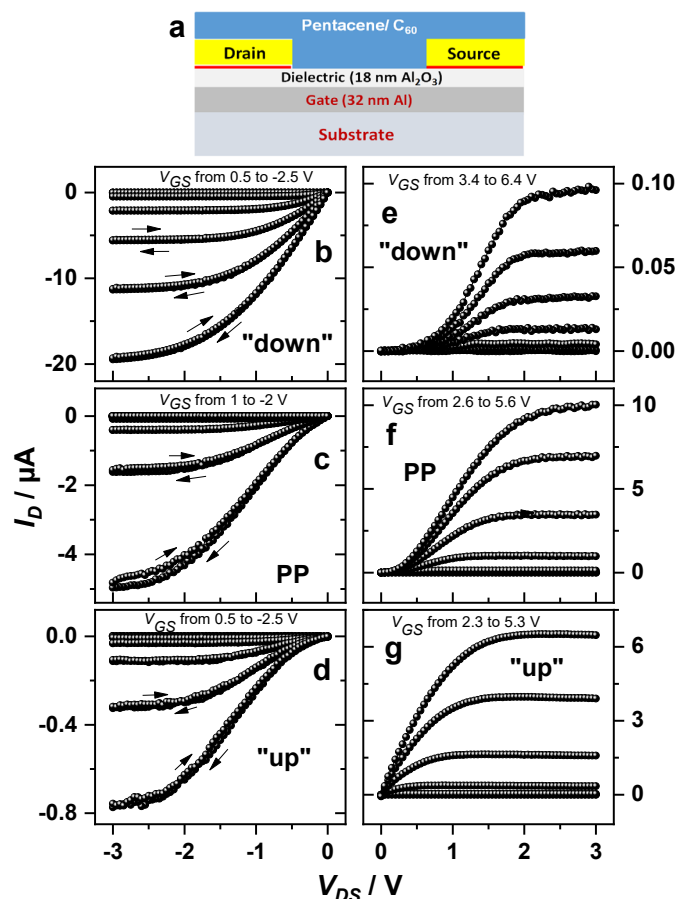 a
Pentacene/ C60
Drain
Source
Dielectric (18 nm Al2O3)
Gate (32 nm Al)
Substrate
VGS from 0.5 to -2.5 V
0
-10
-20
b
"down"
VGS from 1 to -2 V
0
-2
-4
c
PP
VGS from 0.5 to -2.5 V
0.0
-0.4
-0.8
d
"up"
-3
-2
-1
0
ID / µA
VGS from 3.4 to 6.4 V
0.10
0.05
0.00
e
"down"
VGS from 2.6 to 5.6 V
10
5
0
f
PP
VGS from 2.3 to 5.3 V
6
3
0
g
"up"
0
1
2
3
VDS / V